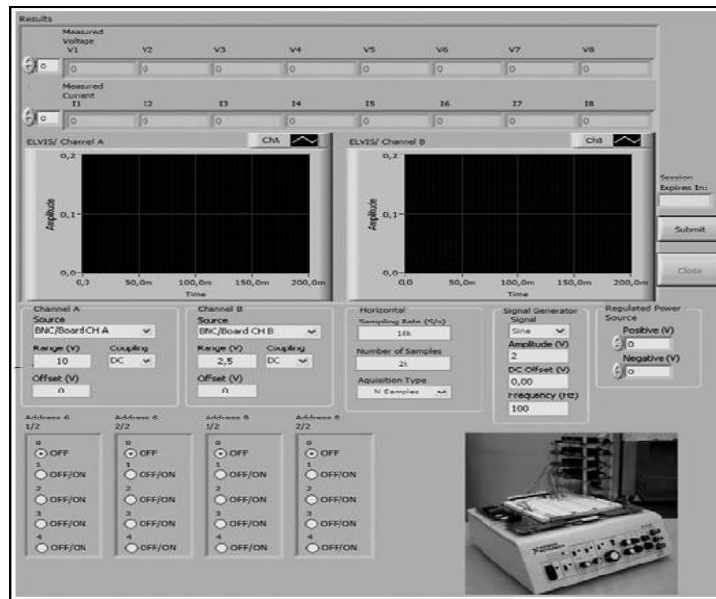 Results
Measured
Voltage
V1 V2 V3 V4 V5 V6 V7 V8
0 0 0 0 0 0 0 0 0
Measured
Current
I1 I2 I3 I4 I5 I6 I7 I8
0 0 0 0 0 0 0 0 0
ELVIS/ Channel A ChA
0,2
0,1
0,0
Amplitude
0,0 50,0m 100,0m 150,0m 200,0m
Time
ELVIS/ Channel B ChB
0,2
0,1
0,0
Amplitude
0,0 50,0m 100,0m 150,0m 200,0m
Time
Session
Expires In:
Submit
Close
Channel A
Source
BNC/Board CH A
Range (V) Coupling
10 DC
Offset (V)
0
Channel B
Source
BNC/Board CH B
Range (V) Coupling
2,5 DC
Offset (V)
0
Horizontal
Sampling Rate (S/s)
10k
Number of Samples
2k
Aquisition Type
N Samples
Signal Generator
Signal
Sine
Amplitude (V)
2
DC Offset (V)
0,00
Frequency (Hz)
100
Regulated Power
Source
Positive (V)
0
Negative (V)
0
Address 6
1/2
0
OFF
1
OFF/ON
2
OFF/ON
3
OFF/ON
4
OFF/ON
Address 6
2/2
0
OFF
1
OFF/ON
2
OFF/ON
3
OFF/ON
4
OFF/ON
Address 8
1/2
0
OFF
1
OFF/ON
2
OFF/ON
3
OFF/ON
4
OFF/ON
Address 8
2/2
0
OFF
1
OFF/ON
2
OFF/ON
3
OFF/ON
4
OFF/ON